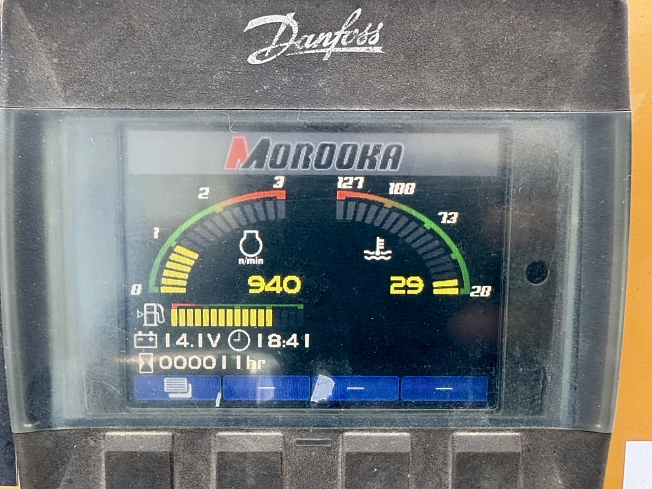 Danfoss
MOROOKA
0 1 2 3
127 100 73 20
n/min
940
29
14.1V 18:41
000011hr